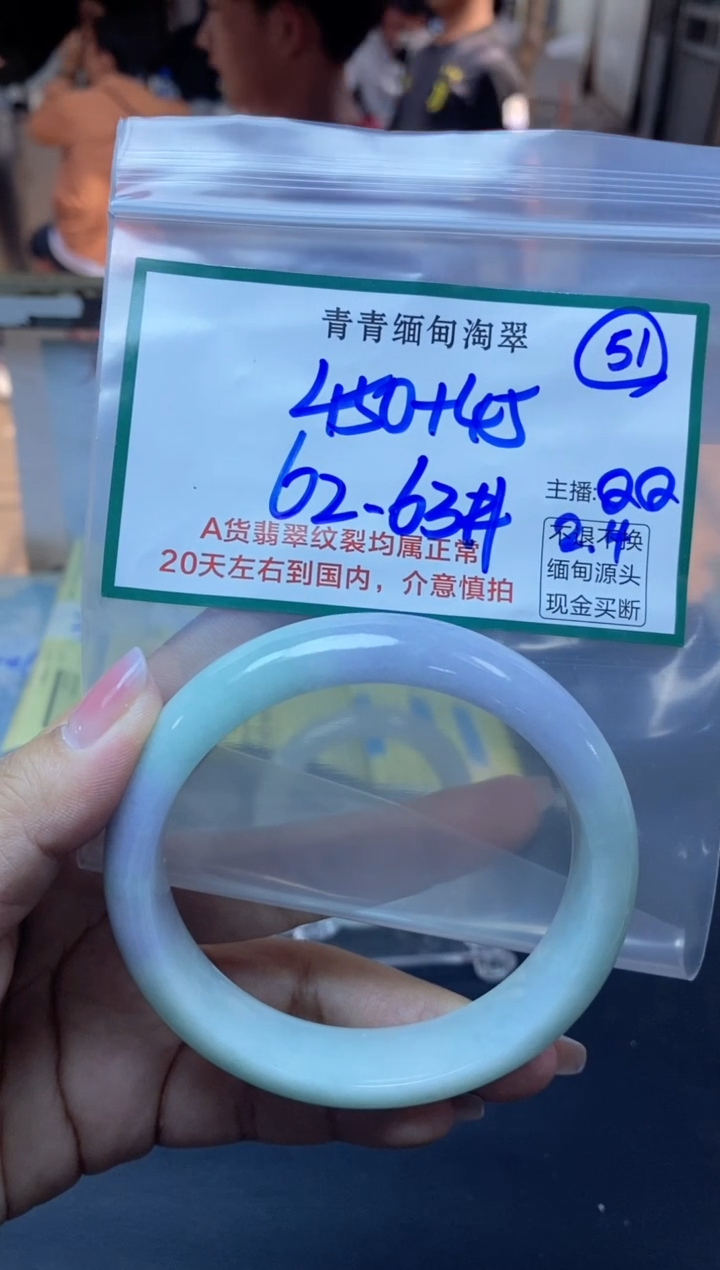 青青缅甸淘翠
51
450+45
62-63#
主播:QQ
2.4
不退不换
A货翡翠纹裂均属正常
缅甸源头
20天左右到国内，介意慎拍
现金买断